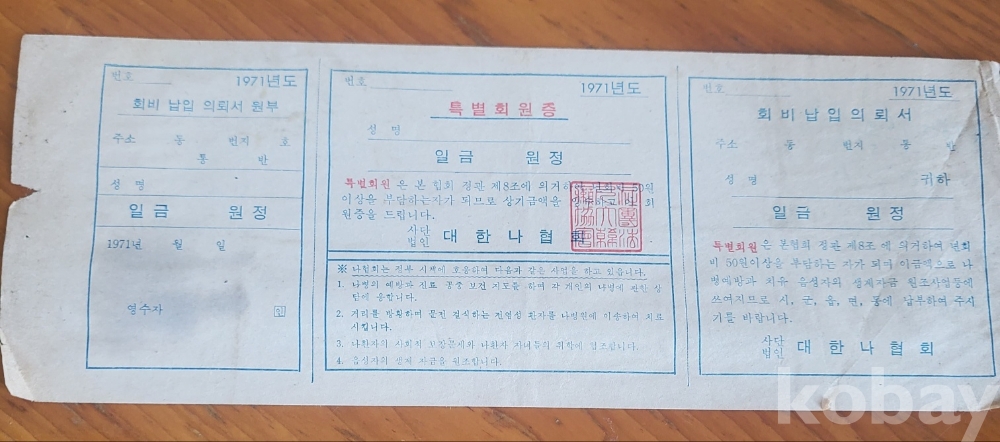 번호
1971년도
회비 납입 의뢰서 원부
주소 동 번지 호
통 반
성 명
일 금 원 정
1971년 월 일
영수자 인
번호
1971년도
특별회원증
성 명
일 금 원 정
특별회원 은 본 협회 정관 제8조에 의거하여 50원
이상을 부담하는자가 되므로 상기금액을 회
원증을 드립니다.
사단
법인 대한나협회
※ 나협회는 정부 시책에 호응하며 다음과 같은 사업을 하고 있읍니다.
1. 나병의 예방과 진료 공중 보건 지도를 하며 각 개인의 나병에 관한 상
담에 응합니다.
2. 거리를 방황하며 문전 걸식하는 전염성 환자를 나병원에 이송하여 치료
시킵니다.
3. 나환자의 사회적 보장문제와 나환자 자녀들의 취학에 협조합니다.
4. 음성자의 생계 자금을 원조합니다.
번호
1971년도
회비납입의뢰서
주소 동 번지 통 반
성 명 귀하
일 금 원 정
특별회원은 본협회 정관 제8조에 의거하여 년회
비 50원이상을 부담하는 자가 되며 이금액으로 나
병예방과 치유 음성자의 생계자금 원조사업등에
쓰여지므로 시, 군, 읍, 면, 동에 납부하여 주시
기를 바랍니다.
사단
법인 대한나협회
kobay